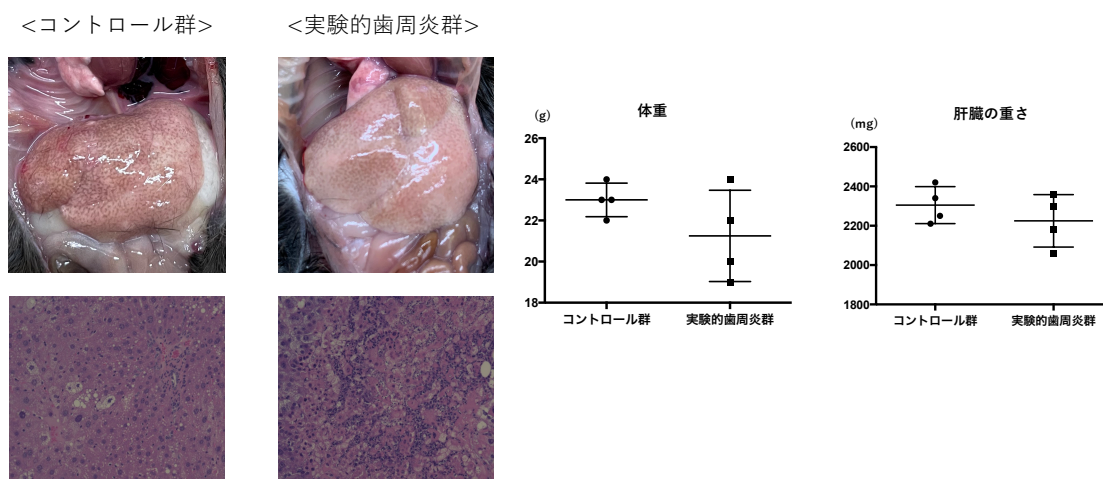 <コントロール群>
<実験的歯周炎群>
(g)
体重
26
24
22
20
18
コントロール群
実験的歯周炎群
(mg)
肝臓の重さ
2600
2400
2200
2000
1800
コントロール群
実験的歯周炎群